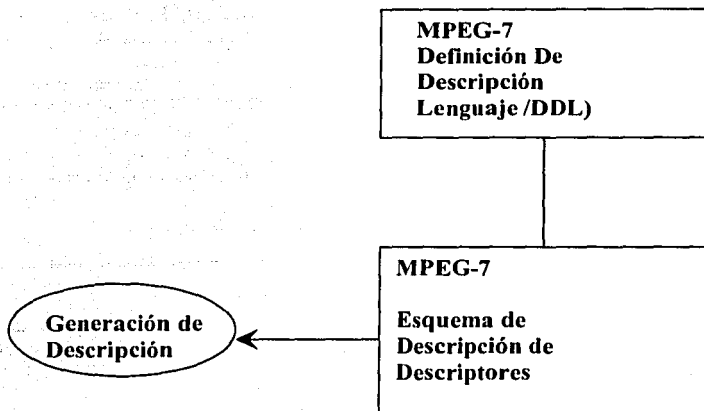 MPEG-7
Definición De
Descripción
Lenguaje /DDL)
MPEG-7
Esquema de
Descripción de
Descriptores
Generación de
Descripción